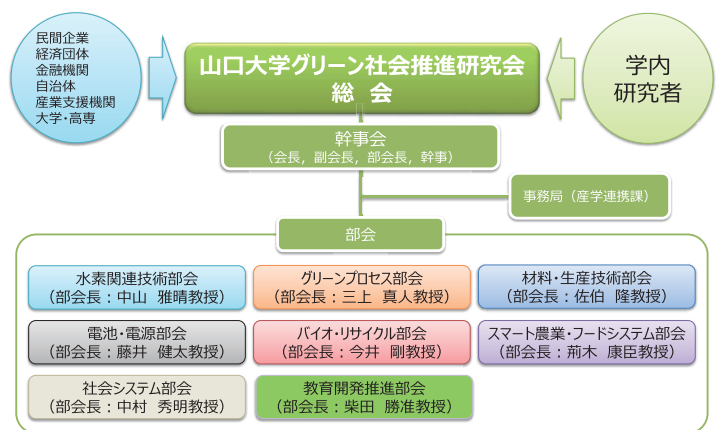 民間企業
経済団体
金融機関
自治体
産業支援機関
大学・高専
山口大学グリーン社会推進研究会
総 会
学内
研究者
幹事会
（会長，副会長，部会長，幹事）
事務局（産学連携課）
部会
水素関連技術部会
（部会長：中山 雅晴教授）
グリーンプロセス部会
（部会長：三上 真人教授）
材料・生産技術部会
（部会長：佐伯 隆教授）
電池・電源部会
（部会長：藤井 健太教授）
バイオ・リサイクル部会
（部会長：今井 剛教授）
スマート農業・フードシステム部会
（部会長：荊木 康臣教授）
社会システム部会
（部会長：中村 秀明教授）
教育開発推進部会
（部会長：柴田 勝准教授）